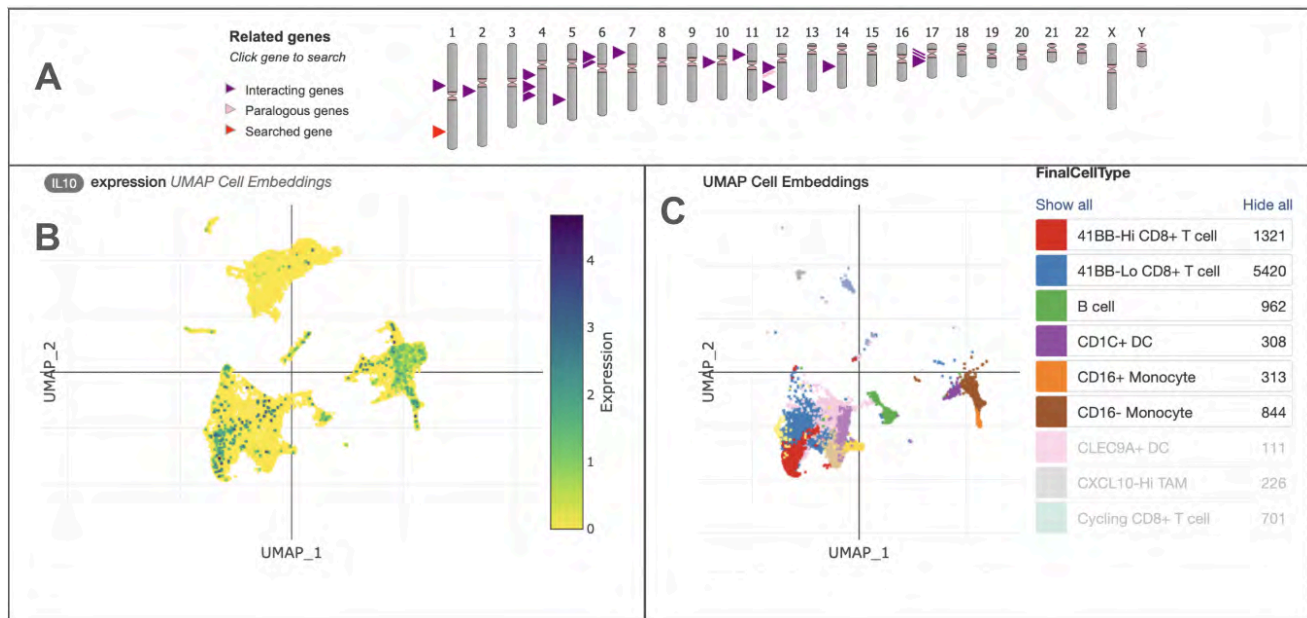 A
Related genes
Click gene to search
Interacting genes
Paralogous genes
Searched gene
1 2 3 4 5 6 7 8 9 10 11 12 13 14 15 16 17 18 19 20 21 22 X Y
B
IL10 expression UMAP Cell Embeddings
UMAP_2
UMAP_1
4
3
2
1
0
Expression
C
UMAP Cell Embeddings
UMAP_2
UMAP_1
FinalCellType
Show all Hide all
41BB-Hi CD8+ T cell 1321
41BB-Lo CD8+ T cell 5420
B cell 962
CD1C+ DC 308
CD16+ Monocyte 313
CD16- Monocyte 844
CLEC9A+ DC 111
CXCL10-Hi TAM 226
Cycling CD8+ T cell 701